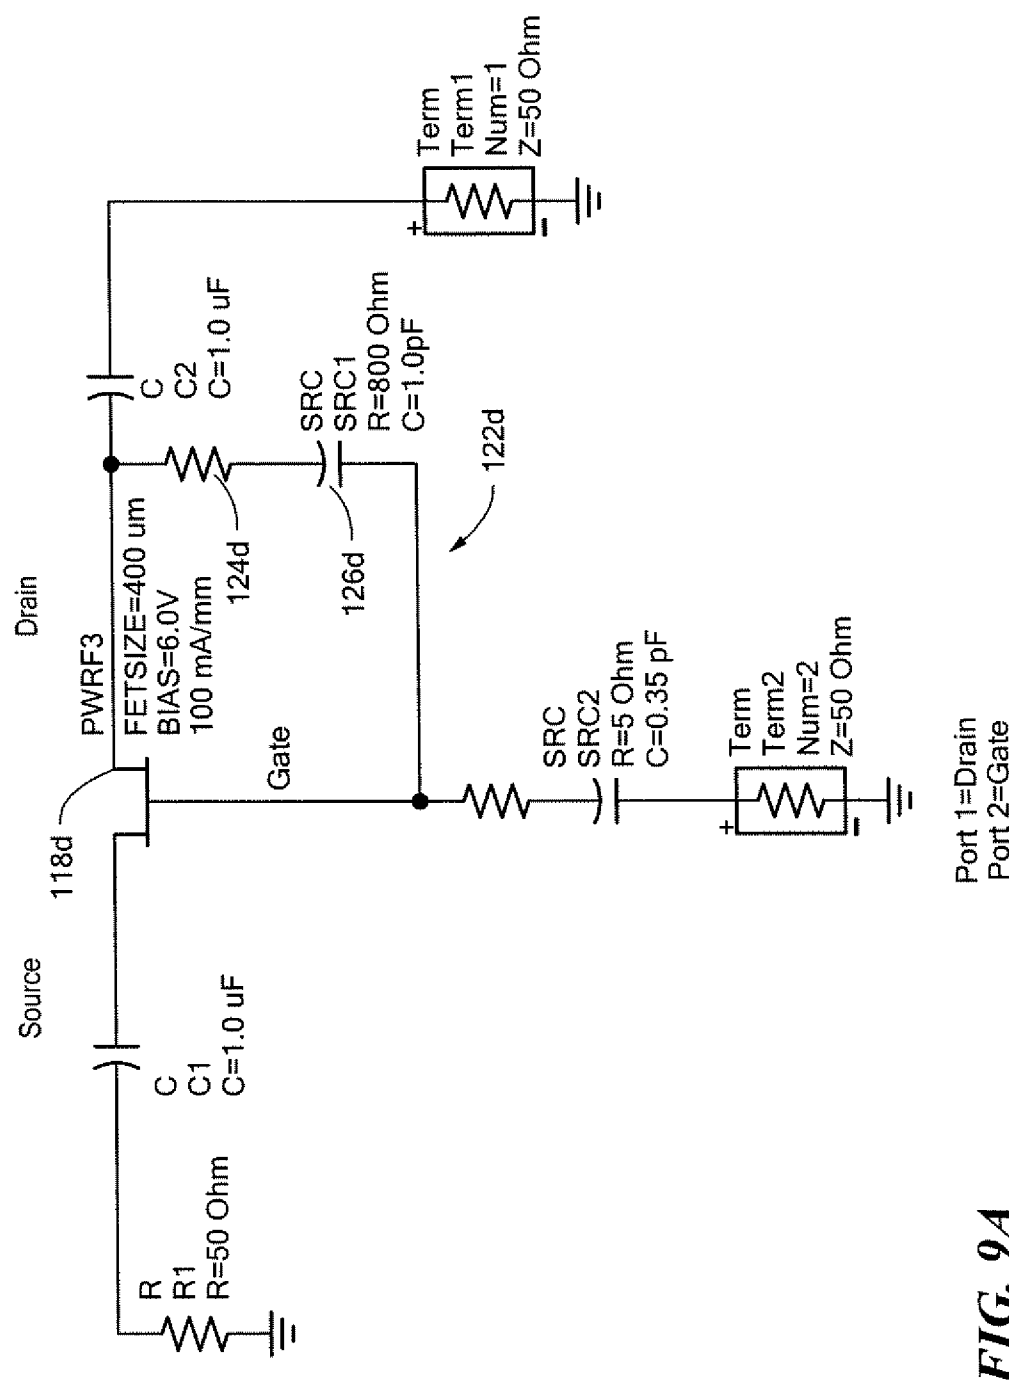 Source
Drain
118d
PWRF3
FETSIZE=400 um
BIAS=6.0V
100 mA/mm
R
R1
R=50 Ohm
C
C1
C=1.0 uF
Gate
124d
126d
C
C2
C=1.0 uF
SRC
SRC1
R=800 Ohm
C=1.0pF
122d
+
Term
Term1
Num=1
Z=50 Ohm
SRC
SRC2
R=5 Ohm
C=0.35 pF
+
Term
Term2
Num=2
Z=50 Ohm
Port 1=Drain
Port 2=Gate
FIG. 9A